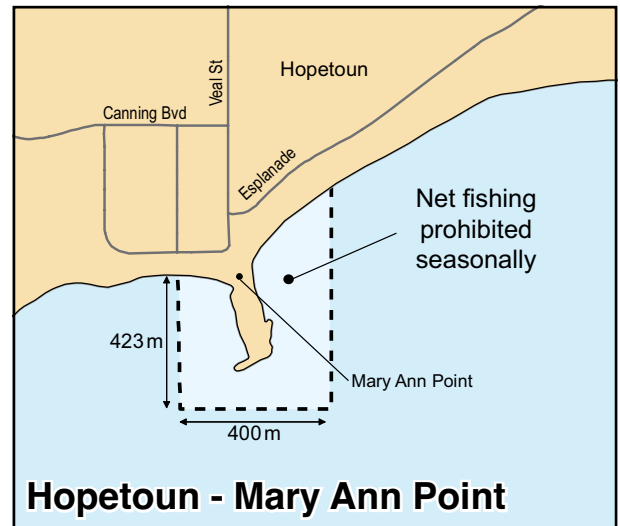 Veal St
Hopetoun
Canning Bvd
Esplanade
Net fishing
prohibited
seasonally
423 m
Mary Ann Point
400 m
Hopetoun - Mary Ann Point